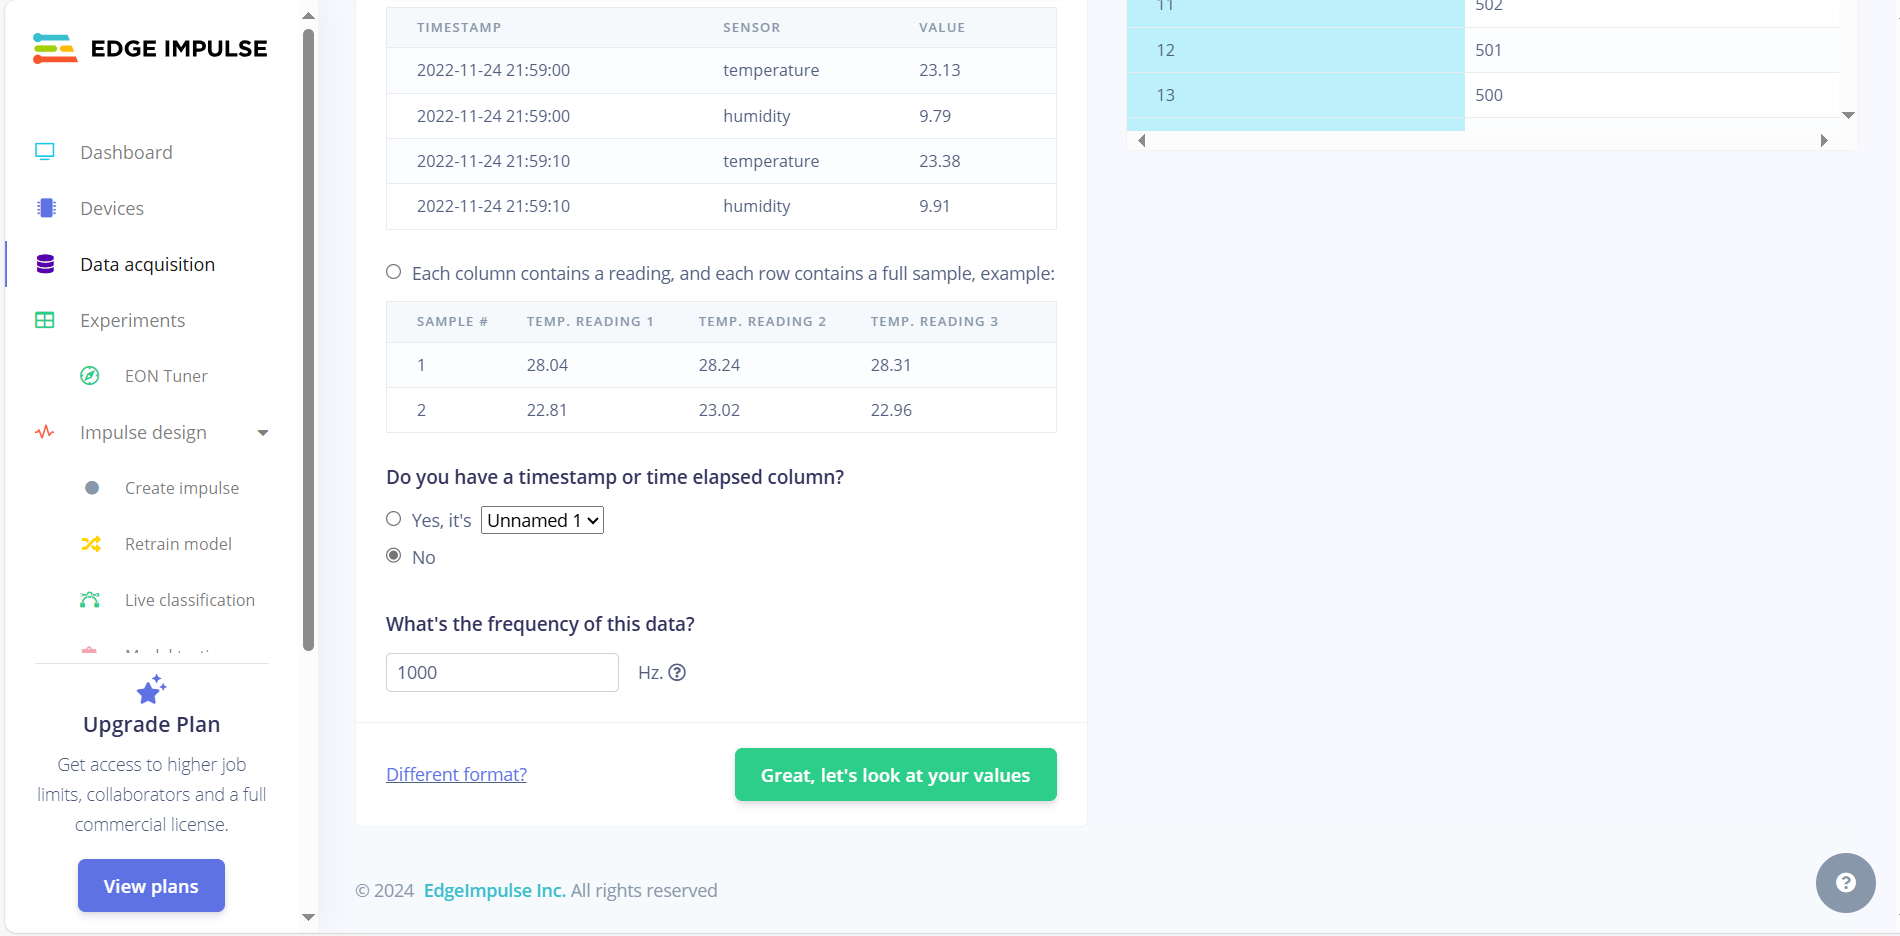 EDGE IMPULSE
Dashboard
Devices
Data acquisition
Experiments
EON Tuner
Impulse design
Create impulse
Retrain model
Live classification
Upgrade Plan
Get access to higher job
limits, collaborators and a full
commercial license.
View plans
TIMESTAMP SENSOR VALUE
2022-11-24 21:59:00 temperature 23.13
2022-11-24 21:59:00 humidity 9.79
2022-11-24 21:59:10 temperature 23.38
2022-11-24 21:59:10 humidity 9.91
Each column contains a reading, and each row contains a full sample, example:
SAMPLE # TEMP. READING 1 TEMP. READING 2 TEMP. READING 3
1 28.04 28.24 28.31
2 22.81 23.02 22.96
Do you have a timestamp or time elapsed column?
Yes, it's Unnamed 1
No
What's the frequency of this data?
1000 Hz. ?
Different format?
Great, let's look at your values
11 502
12 501
13 500
© 2024 EdgeImpulse Inc. All rights reserved
?